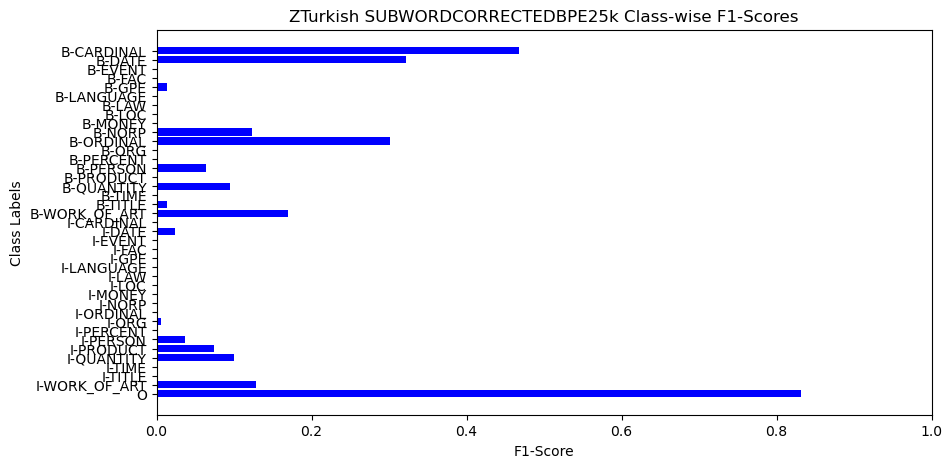 ZTurkish SUBWORDCORRECTEDBPE25k Class-wise F1-Scores
B-CARDINAL
B-DATE
B-EVENT
B-FAC
B-GPE
B-LANGUAGE
B-LAW
B-LOC
B-MONEY
B-NORP
B-ORDINAL
B-ORG
B-PERCENT
B-PERSON
B-PRODUCT
B-QUANTITY
B-TIME
B-TITLE
B-WORK_OF_ART
I-CARDINAL
I-DATE
I-EVENT
I-FAC
I-GPE
I-LANGUAGE
I-LAW
I-LOC
I-MONEY
I-NORP
I-ORDINAL
I-ORG
I-PERCENT
I-PERSON
I-PRODUCT
I-QUANTITY
I-TIME
I-TITLE
I-WORK_OF_ART
O
Class Labels
0.0 0.2 0.4 0.6 0.8 1.0
F1-Score